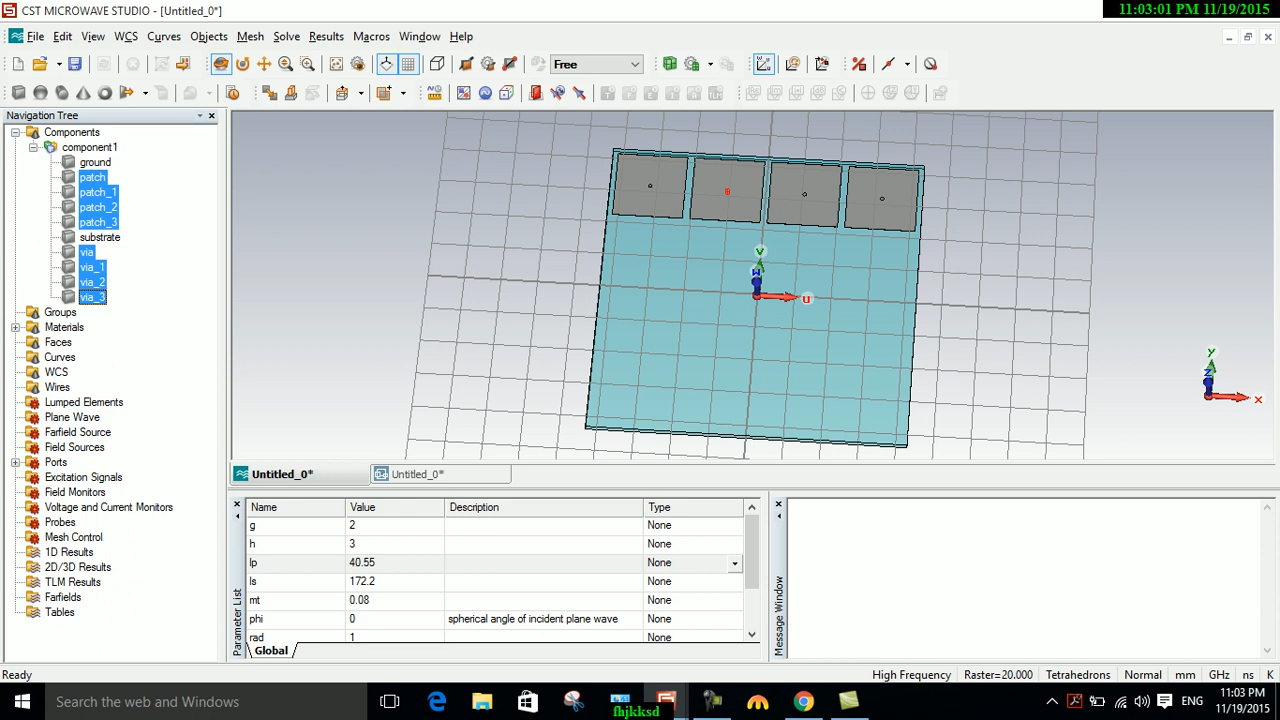 CST MICROWAVE STUDIO - [Untitled_0*]
11:03:01 PM 11/19/2015
File Edit View WCS Curves Objects Mesh Solve Results Macros Window Help
Free
Navigation Tree
Components
component1
ground
patch
patch_1
patch_2
patch_3
substrate
via
via_1
via_2
via_3
Groups
Materials
Faces
Curves
WCS
Wires
Lumped Elements
Plane Wave
Farfield Source
Field Sources
Ports
Excitation Signals
Field Monitors
Voltage and Current Monitors
Probes
Mesh Control
1D Results
2D/3D Results
TLM Results
Farfields
Tables
v
w
u
y
z
x
Untitled_0* Untitled_0*
Name Value Description Type
g 2 None
h 3 None
lp 40.55 None
ls 172.2 None
mt 0.08 None
phi 0 spherical angle of incident plane wave None
rad 1 None
Global
Parameter List
Message Window
Ready High Frequency Raster=20.000 Tetrahedrons Normal mm GHz ns K
Search the web and Windows
fhjkksd
ENG
11:03 PM
11/19/2015